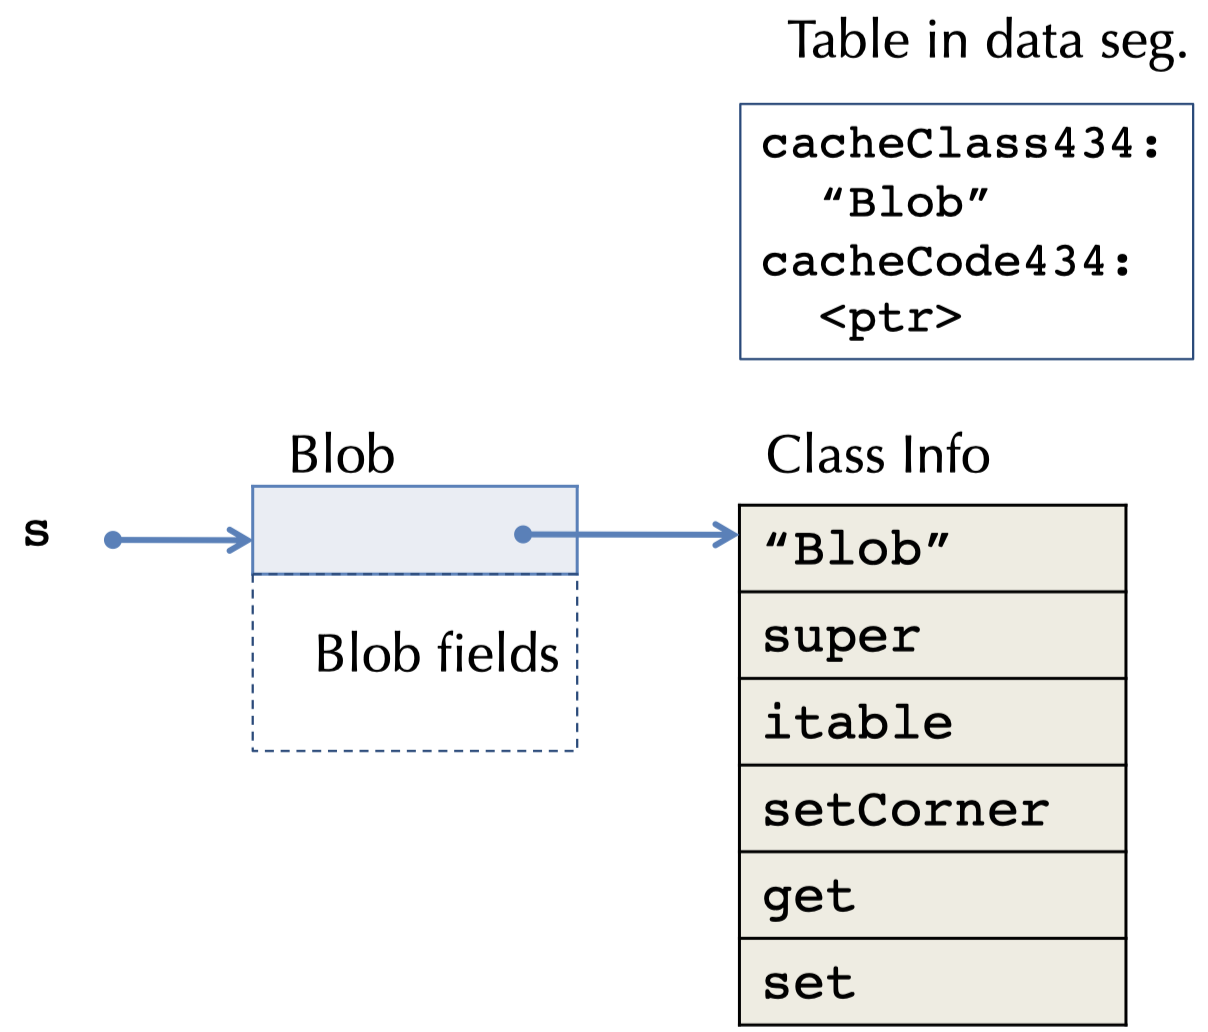 Table in data seg.
cacheClass434:
“Blob”
cacheCode434:
<ptr>
Blob
Class Info
s
“Blob”
super
Blob fields
itable
setCorner
get
set